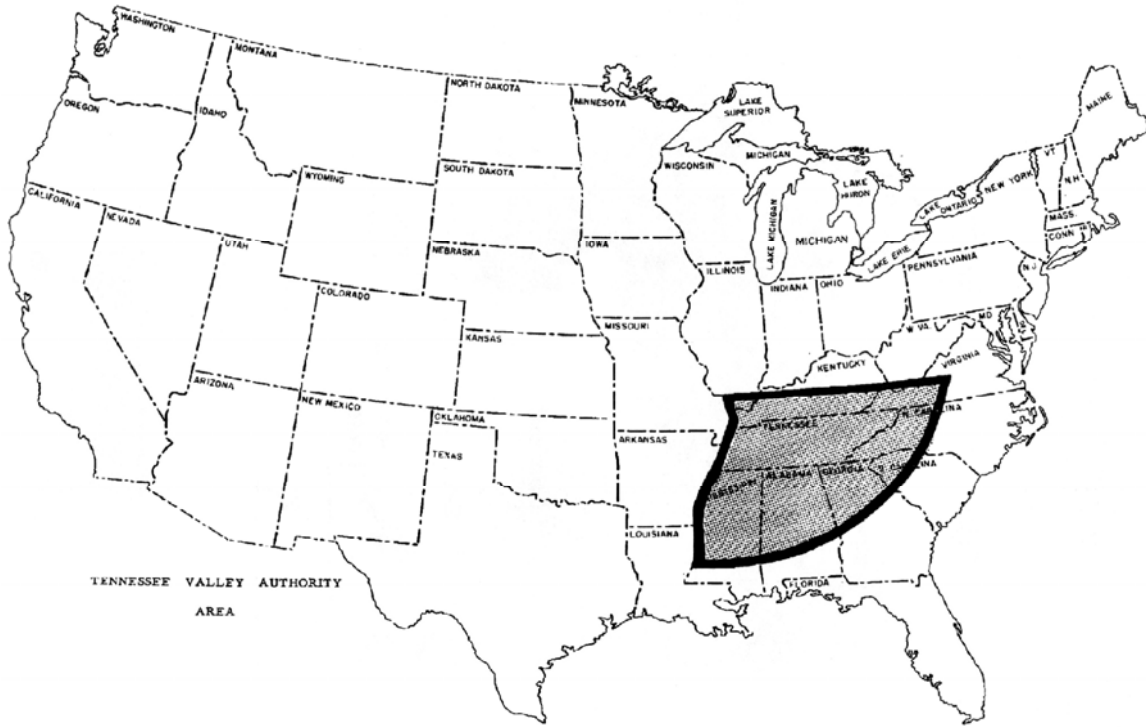 WASHINGTON
MONTANA
NORTH DAKOTA
MINNESOTA
LAKE
SUPERIOR
MAINE
OREGON
IDAHO
WISCONSIN
MICHIGAN
VT.
N.H.
SOUTH DAKOTA
WYOMING
LAKE
HURON
LAKE
ONTARIO
NEW YORK
MASS.
CALIFORNIA
NEVADA
UTAH
NEBRASKA
IOWA
LAKE MICHIGAN
MICHIGAN
LAKE ERIE
CONN
ILLINOIS
INDIANA
OHIO
PENNSYLVANIA
N.J.
COLORADO
KANSAS
MISSOURI
W. VA.
MD.
DEL
KENTUCKY
VIRGINIA
ARIZONA
NEW MEXICO
OKLAHOMA
TENNESSEE
N. CAROLINA
TEXAS
ARKANSAS
MISSISSIPPI
ALABAMA
GEORGIA
S. CAROLINA
LOUISIANA
FLORIDA
TENNESSEE VALLEY AUTHORITY
AREA